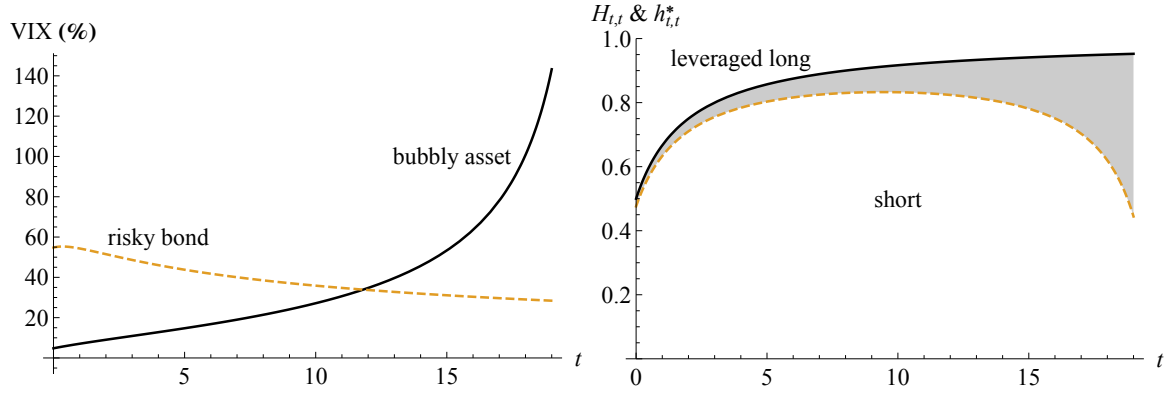 VIX (%)
140
120
100
80
60
40
20
bubbly asset
risky bond
5
10
15
t
H_{t,t} & h^*_{t,t}
1.0
0.8
0.6
0.4
0.2
leveraged long
short
0
5
10
15
t